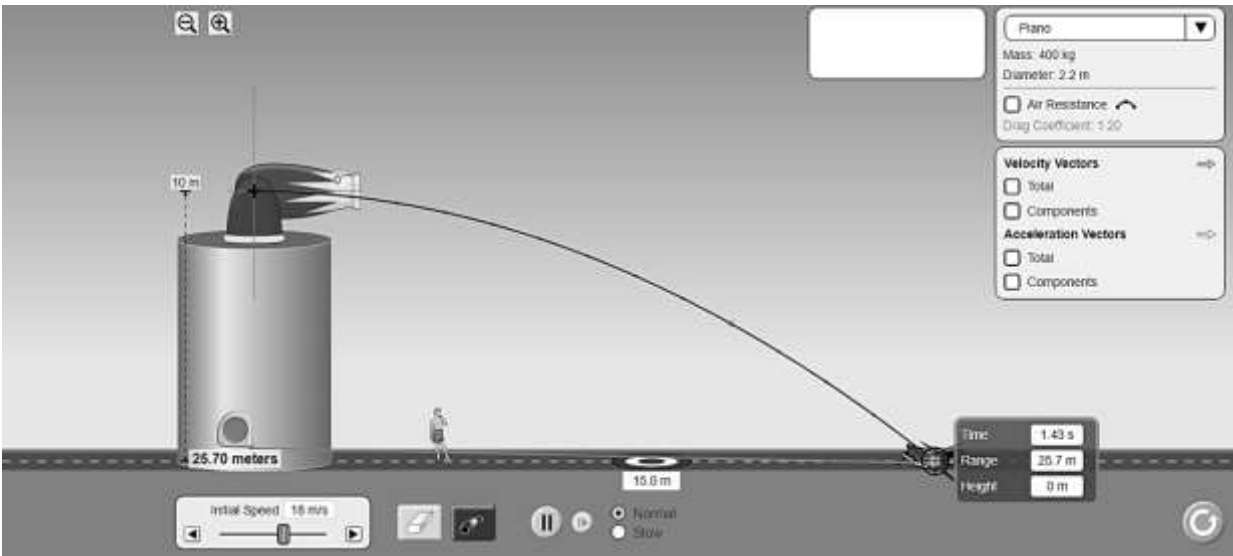 Piano
Mass: 400 kg
Diameter: 2.2 m
Air Resistance
Drag Coefficient: 1.20
Velocity Vectors
Total
Components
Acceleration Vectors
Total
Components
10 m
25.70 meters
15.0 m
Time 1.43 s
Range 25.7 m
Height 0 m
Initial Speed 18 m/s
Normal
Slow